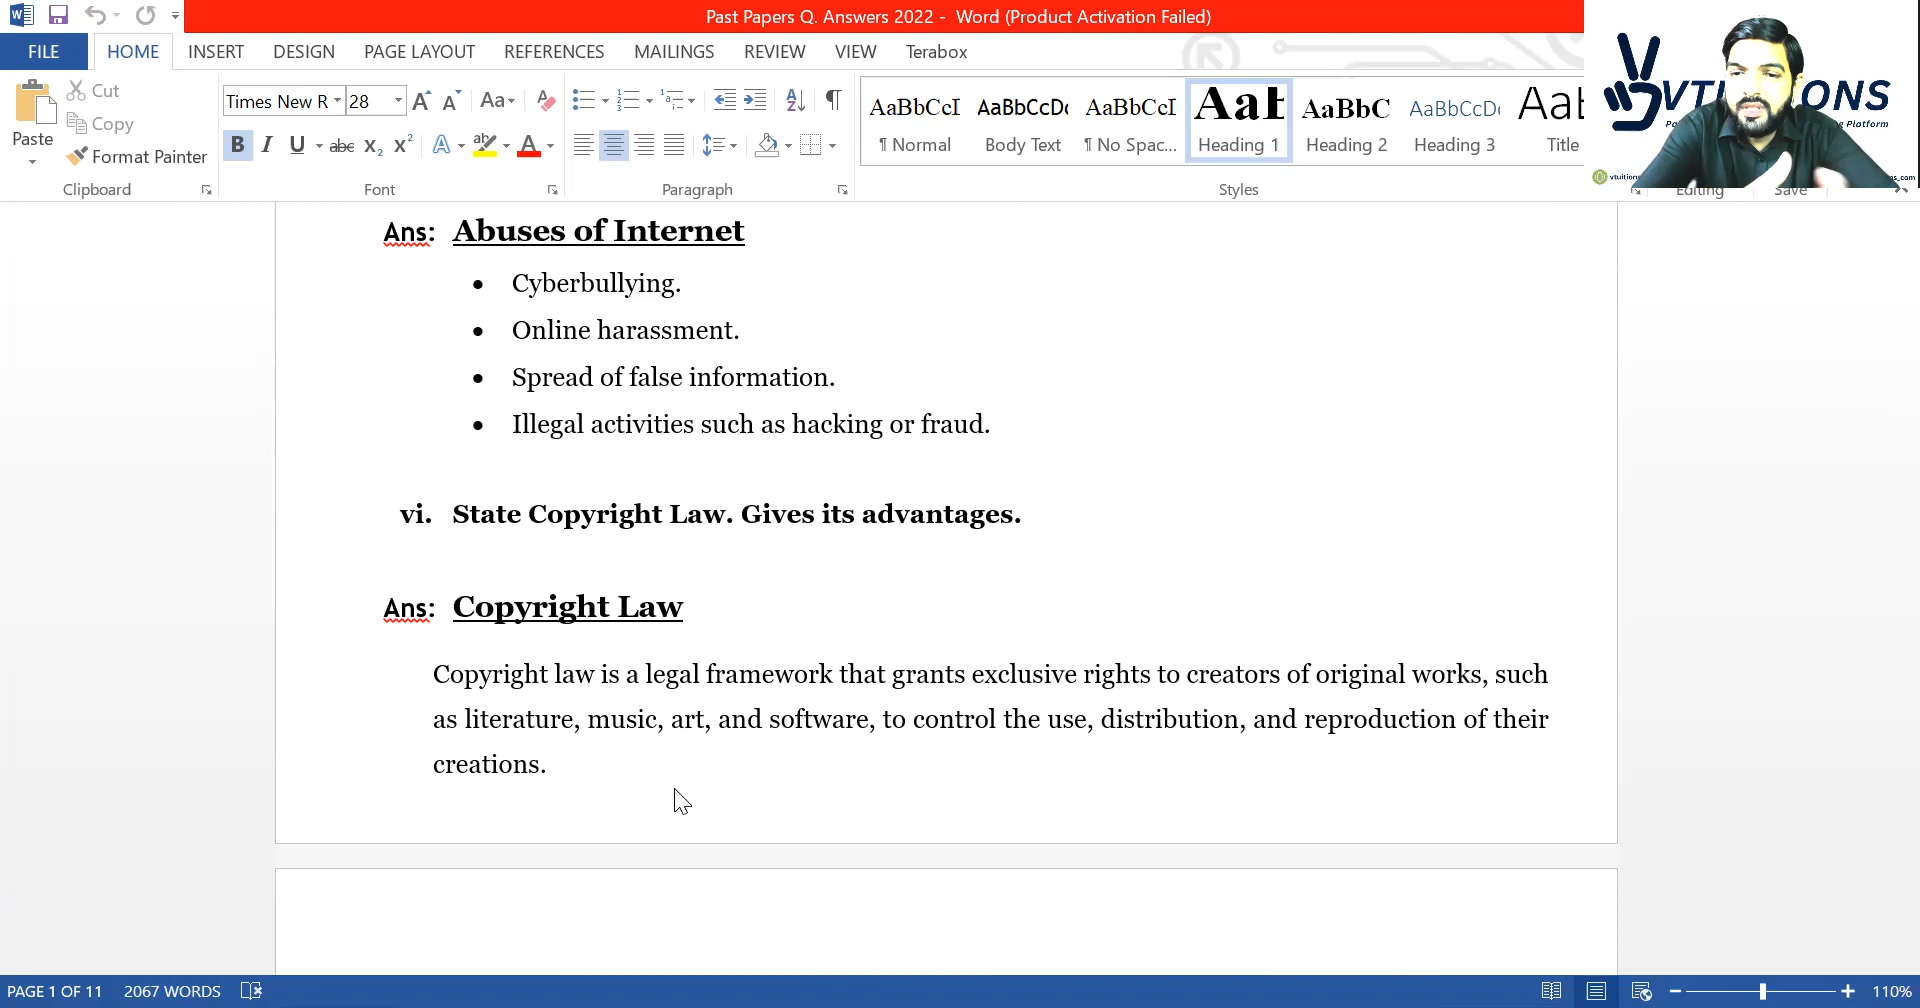 Past Papers Q. Answers 2022 - Word (Product Activation Failed)
FILE HOME INSERT DESIGN PAGE LAYOUT REFERENCES MAILINGS REVIEW VIEW Terabox
Paste
Cut
Copy
Format Painter
Clipboard
Times New R 28
Font
Paragraph
AaBbCcI AaBbCcDc AaBbCcI AaB AaBbC AaBbCcDc Aab
¶ Normal Body Text ¶ No Spac... Heading 1 Heading 2 Heading 3 Title
Styles
Editing Save
Platform
vtuitions
Ans: Abuses of Internet
• Cyberbullying.
• Online harassment.
• Spread of false information.
• Illegal activities such as hacking or fraud.
vi. State Copyright Law. Gives its advantages.
Ans: Copyright Law
Copyright law is a legal framework that grants exclusive rights to creators of original works, such
as literature, music, art, and software, to control the use, distribution, and reproduction of their
creations.
PAGE 1 OF 11 2067 WORDS 110%